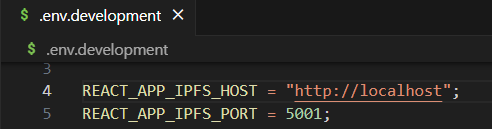 $ .env.development ×
$ .env.development
3
4 REACT_APP_IPFS_HOST = "http://localhost";
5 REACT_APP_IPFS_PORT = 5001;